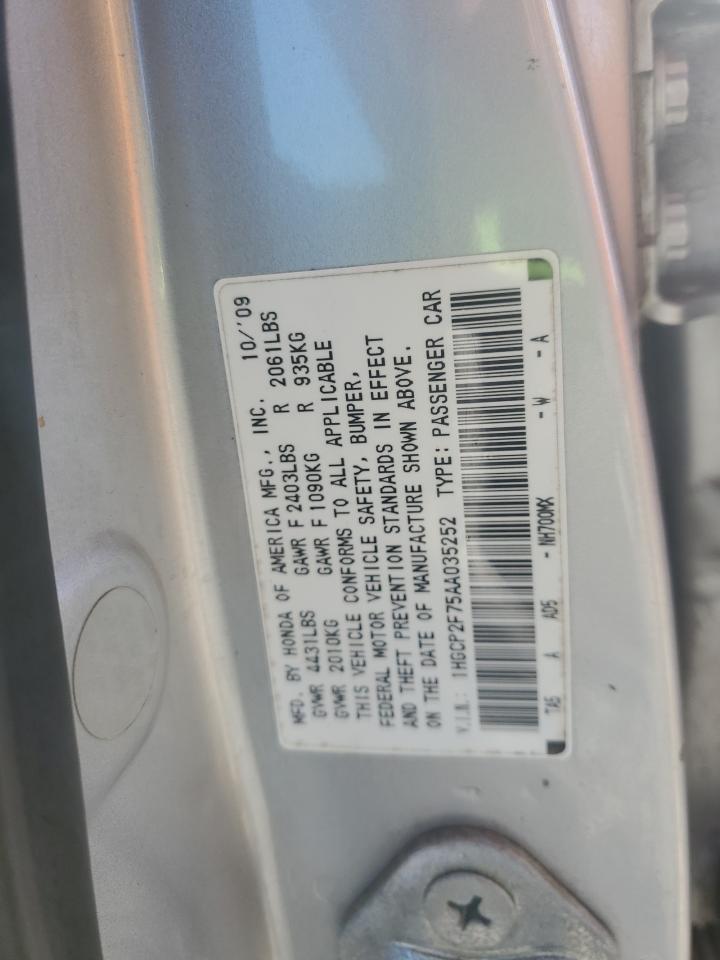 MFD. BY HONDA OF AMERICA MFG., INC. 10/'09
GVWR 4431LBS GAWR F 2403LBS R 2061LBS
GVWR 2010KG GAWR F 1090KG R 935KG
THIS VEHICLE CONFORMS TO ALL APPLICABLE
FEDERAL MOTOR VEHICLE SAFETY, BUMPER,
AND THEFT PREVENTION STANDARDS IN EFFECT
ON THE DATE OF MANUFACTURE SHOWN ABOVE.
V.I.N.: 1HGCP2F75AA035252 TYPE: PASSENGER CAR
TA5 A AD5 - NH700MX - W - A